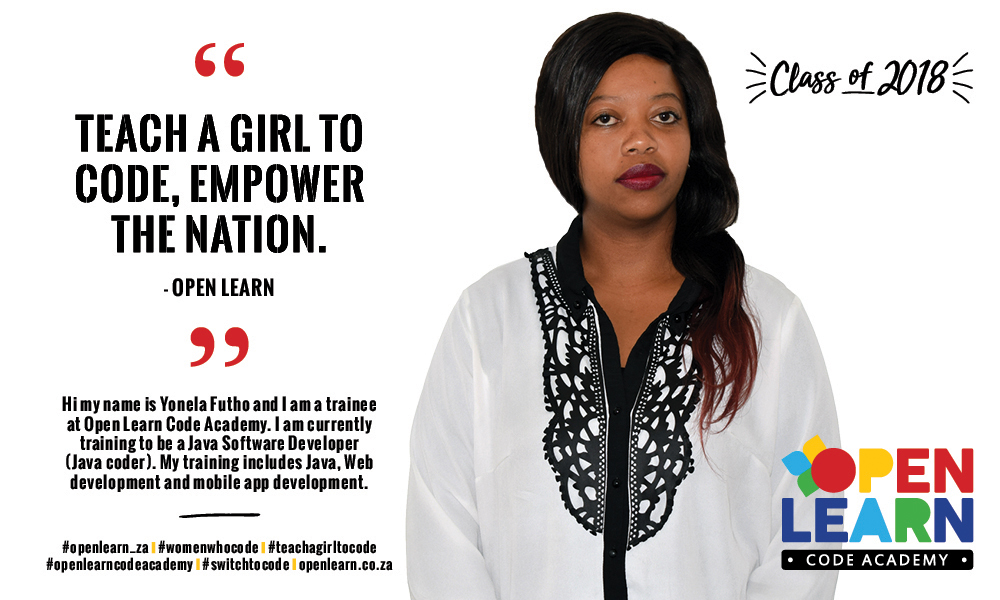 “
TEACH A GIRL TO
CODE, EMPOWER
THE NATION.
- OPEN LEARN
”
Hi my name is Yonela Futho and I am a trainee
at Open Learn Code Academy. I am currently
training to be a Java Software Developer
(Java coder). My training includes Java, Web
development and mobile app development.
#openlearn_za | #womenwhocode | #teachagirltocode
#openlearncodeacademy | #switchtocode | openlearn.co.za
Class of 2018
OPEN
LEARN
• CODE ACADEMY •